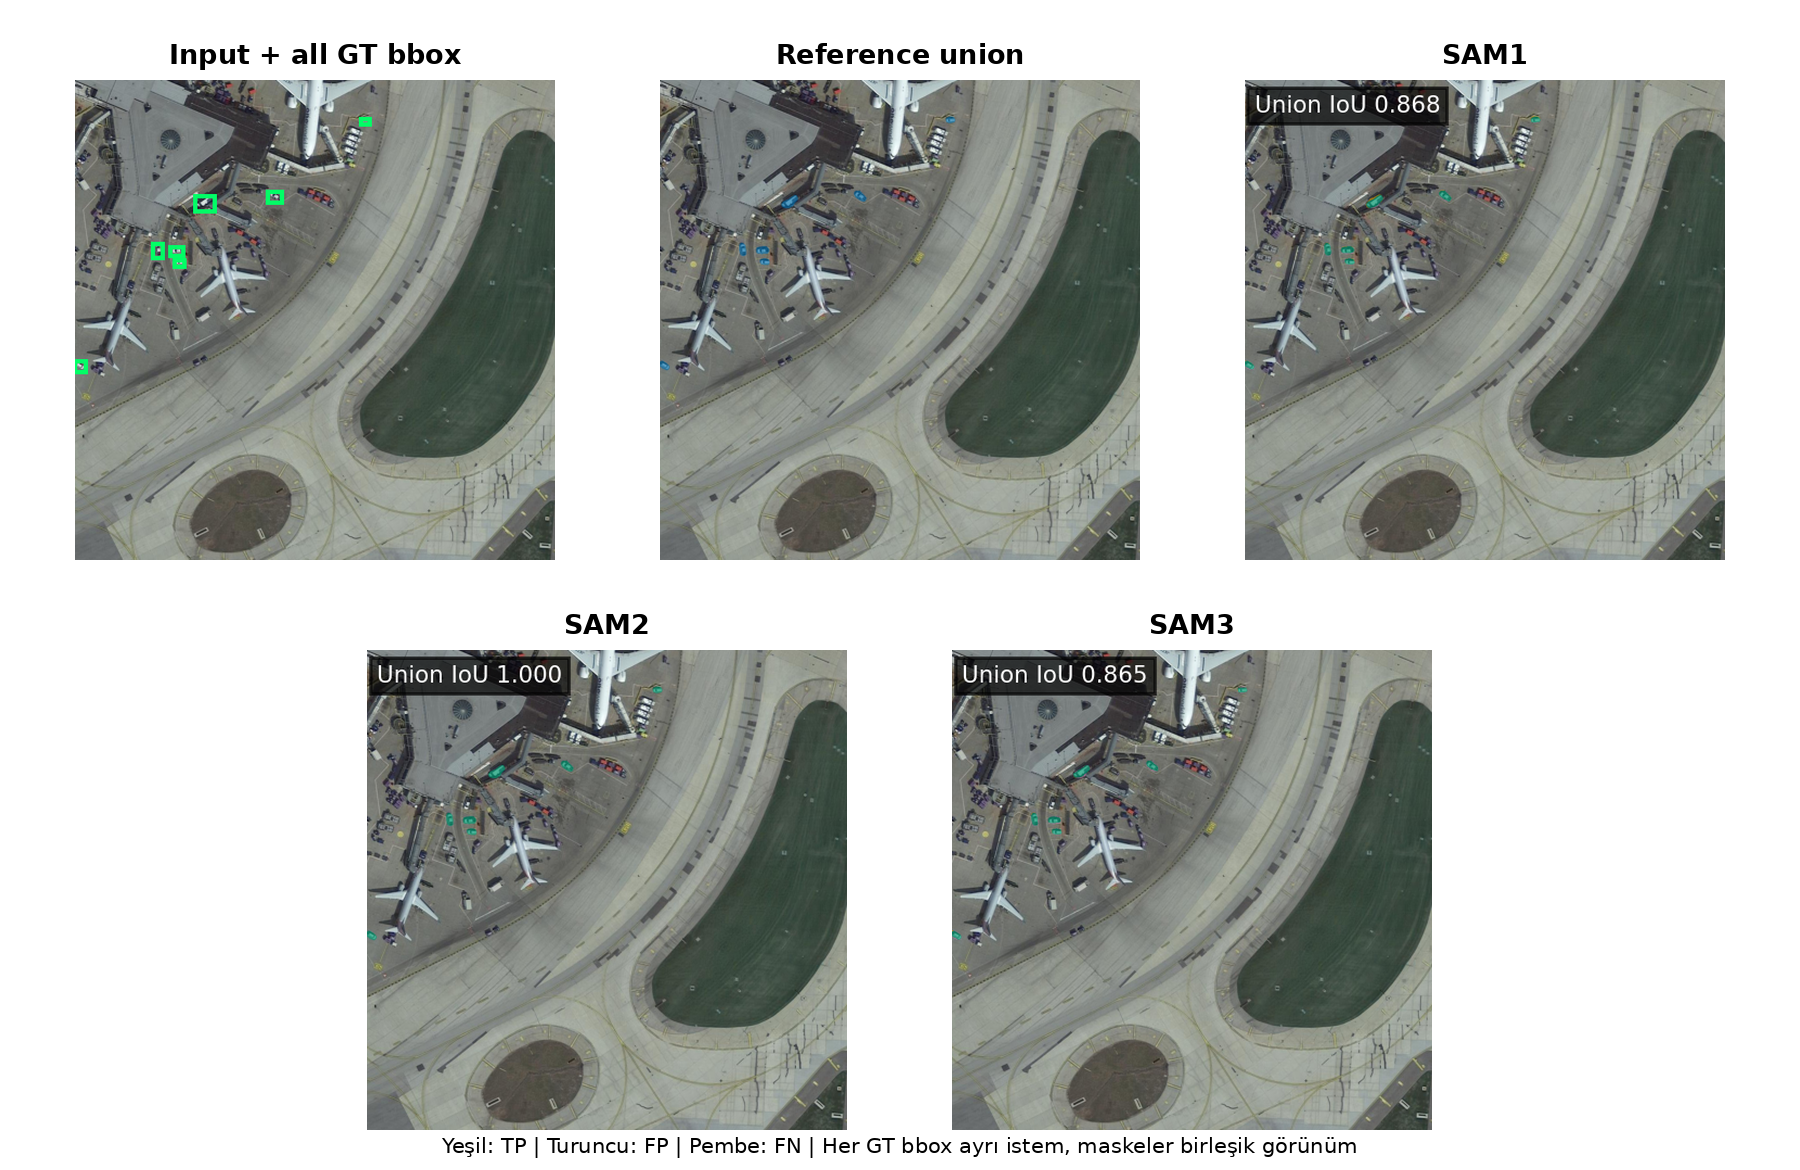 Input + all GT bbox
Reference union
SAM1
Union IoU 0.868
SAM2
SAM3
Union IoU 1.000
Union IoU 0.865
Yeşil: TP | Turuncu: FP | Pembe: FN | Her GT bbox ayrı istem, maskeler birleşik görünüm